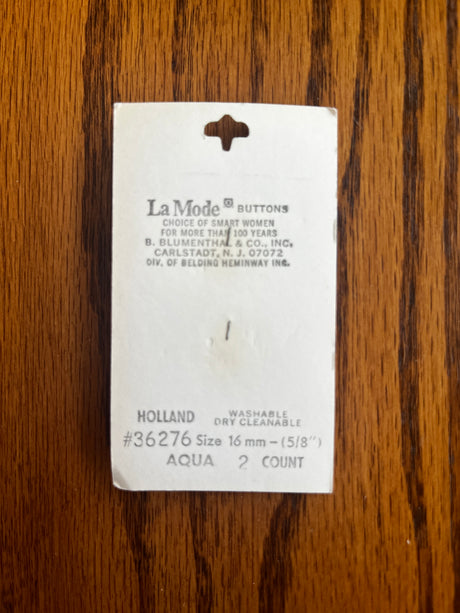 La Mode® BUTTONS
CHOICE OF SMART WOMEN
FOR MORE THAN 100 YEARS
B. BLUMENTHAL & CO., INC.
CARLSTADT, N. J. 07072
DIV. OF BELDING HEMINWAY INC.
HOLLAND WASHABLE
DRY CLEANABLE
#36276 Size 16 mm – (5/8")
AQUA 2 COUNT